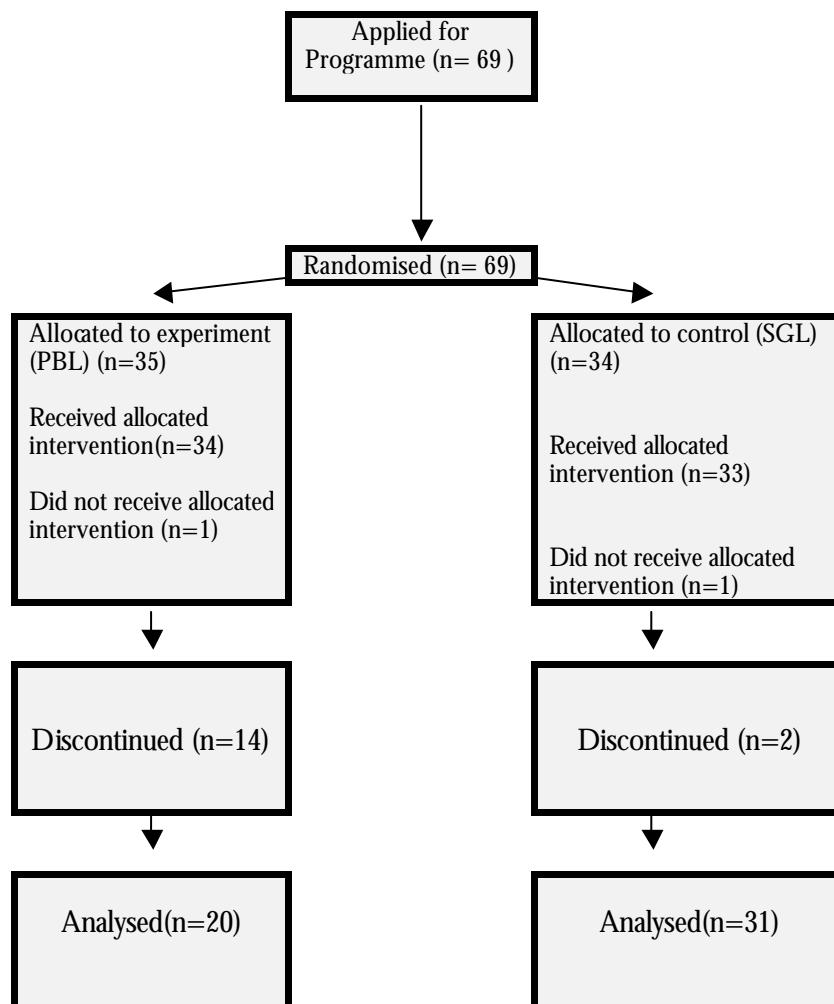 Applied for
Programme (n= 69 )
Randomised (n= 69)
Allocated to experiment
(PBL) (n=35)
Received allocated
intervention(n=34)
Did not receive allocated
intervention (n=1)
Allocated to control (SGL)
(n=34)
Received allocated
intervention (n=33)
Did not receive allocated
intervention (n=1)
Discontinued (n=14)
Discontinued (n=2)
Analysed(n=20)
Analysed(n=31)